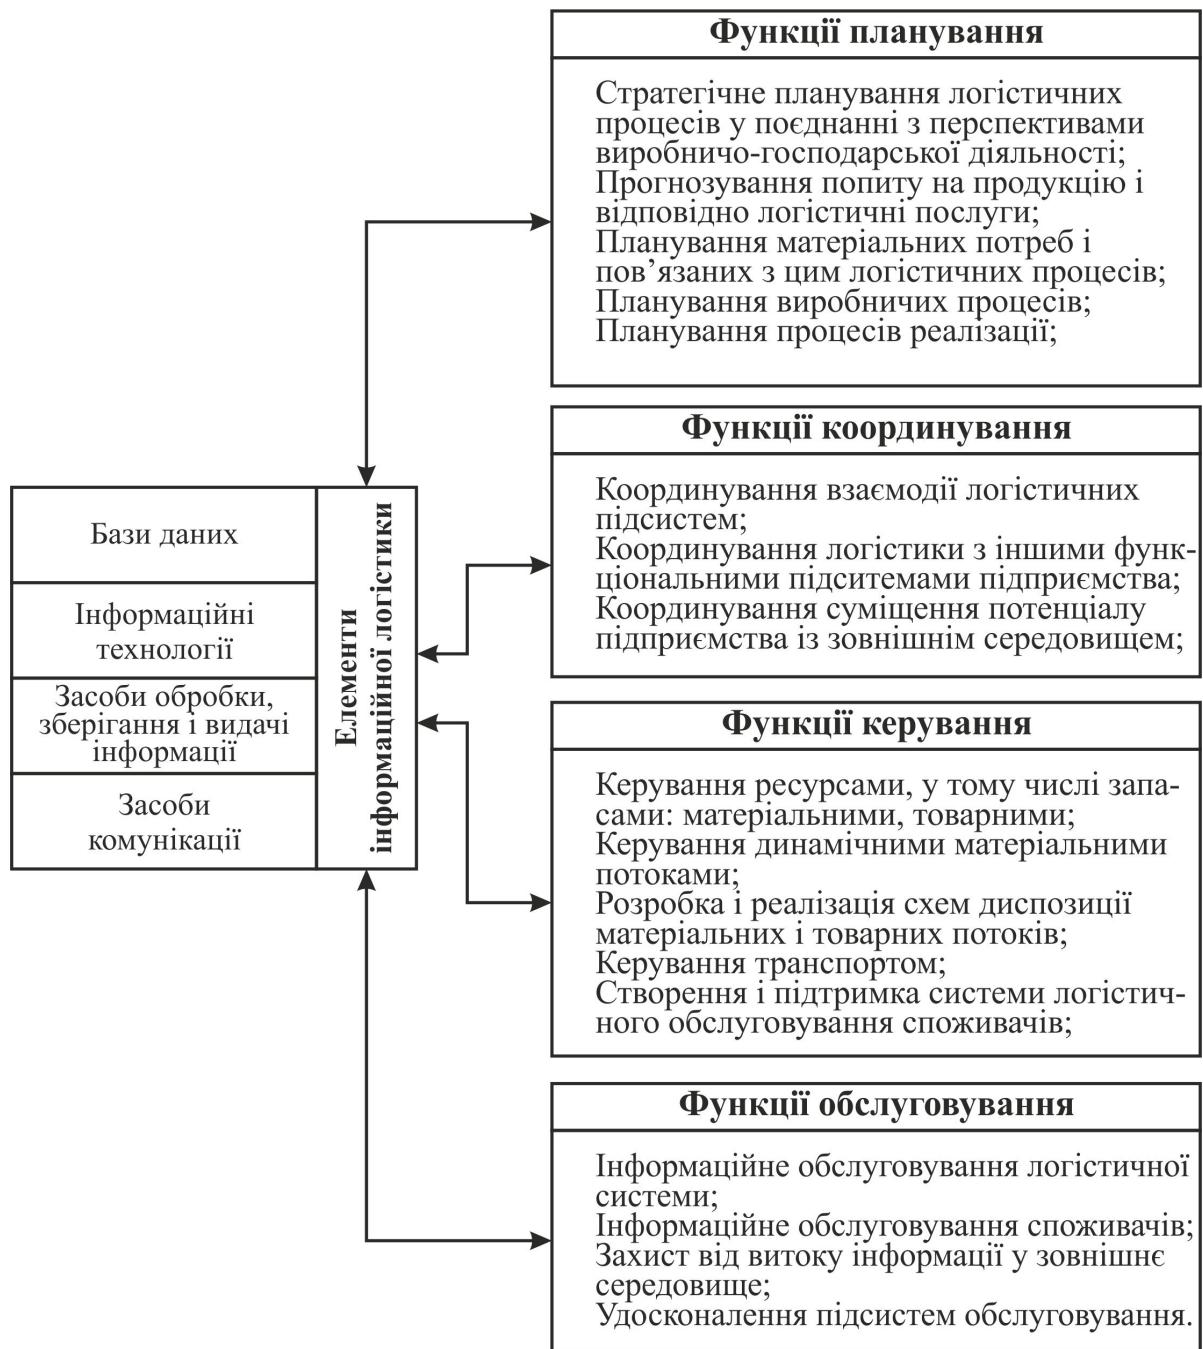 Функції планування
Стратегічне планування логістичних
процесів у поєднанні з перспективами
виробничо-господарської діяльності;
Прогнозування попиту на продукцію і
відповідно логістичні послуги;
Планування матеріальних потреб і
пов’язаних з цим логістичних процесів;
Планування виробничих процесів;
Планування процесів реалізації;
Бази даних
Інформаційні
технології
Засоби обробки,
зберігання і видачі
інформації
Засоби
комунікації
Елементи
інформаційної логістики
Функції координування
Координування взаємодії логістичних
підсистем;
Координування логістики з іншими функ-
ціональними підситемами підприємства;
Координування суміщення потенціалу
підприємства із зовнішнім середовищем;
Функції керування
Керування ресурсами, у тому числі запа-
сами: матеріальними, товарними;
Керування динамічними матеріальними
потоками;
Розробка і реалізація схем диспозиції
матеріальних і товарних потоків;
Керування транспортом;
Створення і підтримка системи логістич-
ного обслуговування споживачів;
Функції обслуговування
Інформаційне обслуговування логістичної
системи;
Інформаційне обслуговування споживачів;
Захист від витоку інформації у зовнішнє
середовище;
Удосконалення підсистем обслуговування.